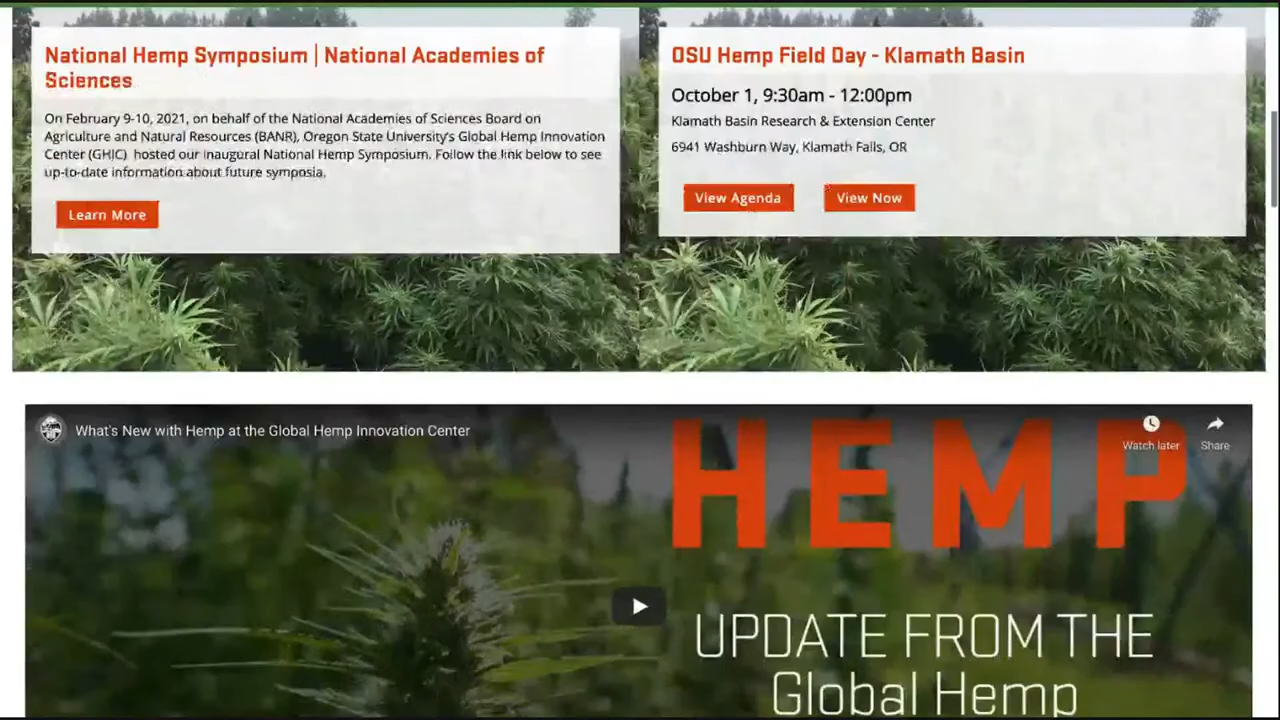 National Hemp Symposium | National Academies of
Sciences
On February 9-10, 2021, on behalf of the National Academies of Sciences Board on
Agriculture and Natural Resources (BANR), Oregon State University's Global Hemp Innovation
Center (GHIC) hosted our inaugural National Hemp Symposium. Follow the link below to see
up-to-date information about future symposia.
Learn More
OSU Hemp Field Day - Klamath Basin
October 1, 9:30am - 12:00pm
Klamath Basin Research & Extension Center
6941 Washburn Way, Klamath Falls, OR
View Agenda
View Now
What's New with Hemp at the Global Hemp Innovation Center
Watch later
Share
HEMP
UPDATE FROM THE
Global Hemp